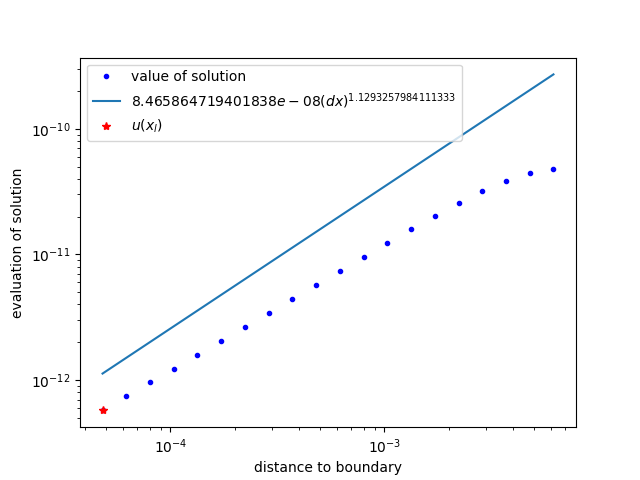 value of solution
8.465864719401838e − 08(dx)^1.1293257984111333
u(x_l)
10^−10
10^−11
10^−12
evaluation of solution
10^−4
10^−3
distance to boundary